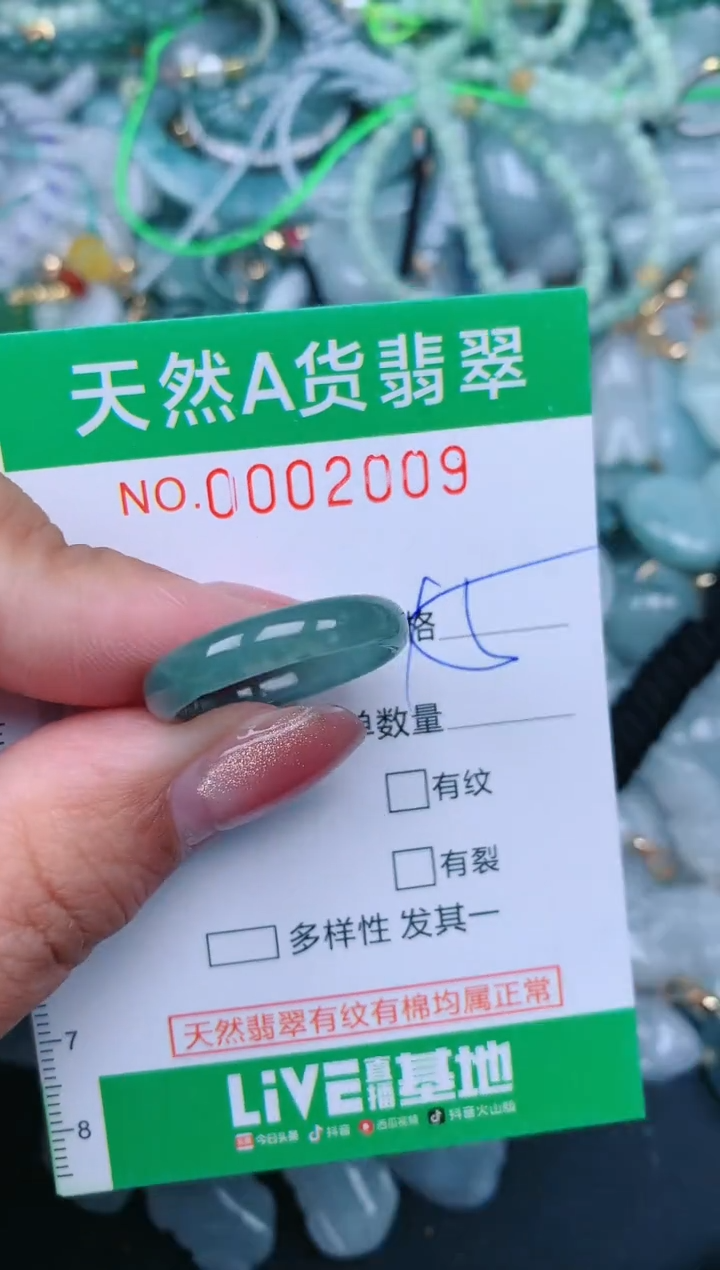 天然A货翡翠
NO.0002009
格
单数量
有纹
有裂
多样性 发其一
天然翡翠有纹有棉均属正常
7
8
LiVE直播基地
今日头条 抖音 西瓜视频 抖音火山版